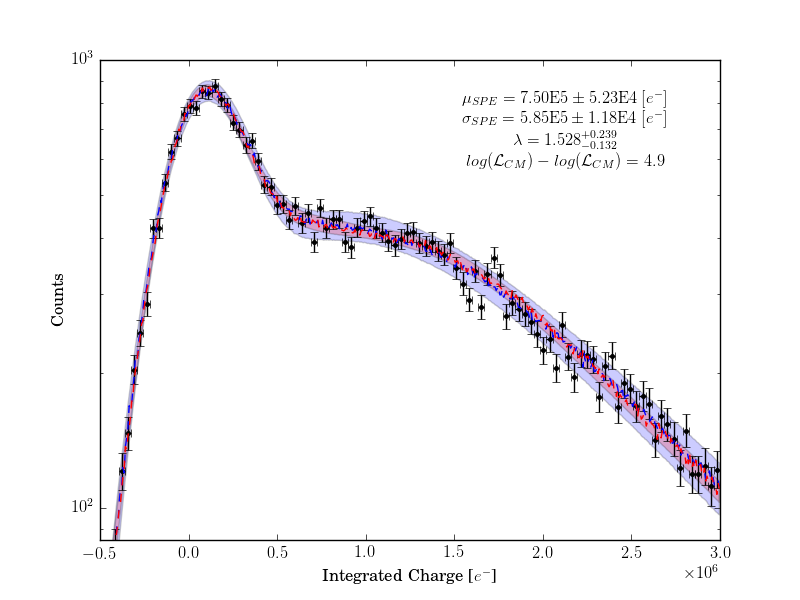 10³
μ_SPE = 7.50E5 ± 5.23E4 [e⁻]
σ_SPE = 5.85E5 ± 1.18E4 [e⁻]
λ = 1.528 +0.239 −0.132
log(ℒ_CM) − log(ℒ_CM) = 4.9
Counts
10²
−0.5 0.0 0.5 1.0 1.5 2.0 2.5 3.0
×10⁶
Integrated Charge [e⁻]